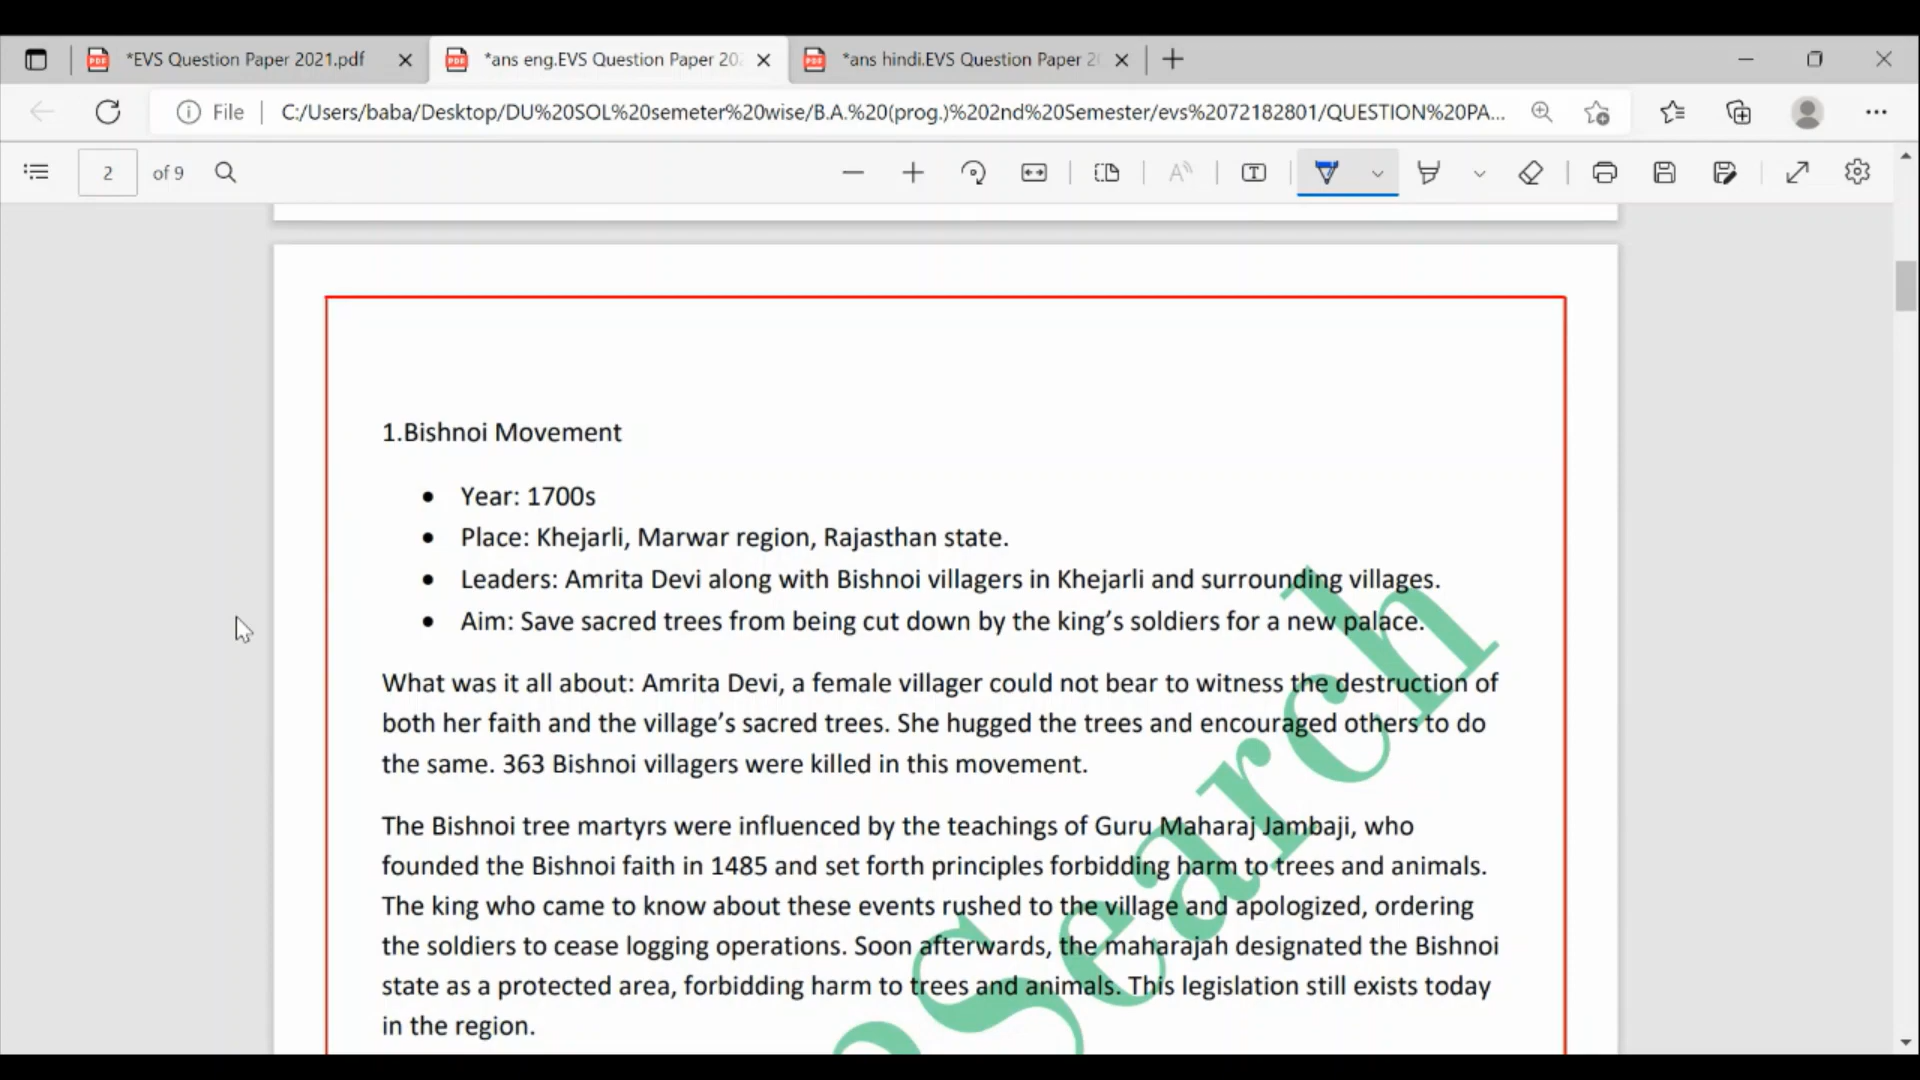 *EVS Question Paper 2021.pdf
*ans eng.EVS Question Paper 202
*ans hindi.EVS Question Paper 2
File
C:/Users/baba/Desktop/DU%20SOL%20semeter%20wise/B.A.%20(prog.)%202nd%20Semester/evs%2072182801/QUESTION%20PA...
2 of 9
1.Bishnoi Movement
• Year: 1700s
• Place: Khejarli, Marwar region, Rajasthan state.
• Leaders: Amrita Devi along with Bishnoi villagers in Khejarli and surrounding villages.
• Aim: Save sacred trees from being cut down by the king’s soldiers for a new palace.
What was it all about: Amrita Devi, a female villager could not bear to witness the destruction of
both her faith and the village’s sacred trees. She hugged the trees and encouraged others to do
the same. 363 Bishnoi villagers were killed in this movement.
The Bishnoi tree martyrs were influenced by the teachings of Guru Maharaj Jambaji, who
founded the Bishnoi faith in 1485 and set forth principles forbidding harm to trees and animals.
The king who came to know about these events rushed to the village and apologized, ordering
the soldiers to cease logging operations. Soon afterwards, the maharajah designated the Bishnoi
state as a protected area, forbidding harm to trees and animals. This legislation still exists today
in the region.
oSearch